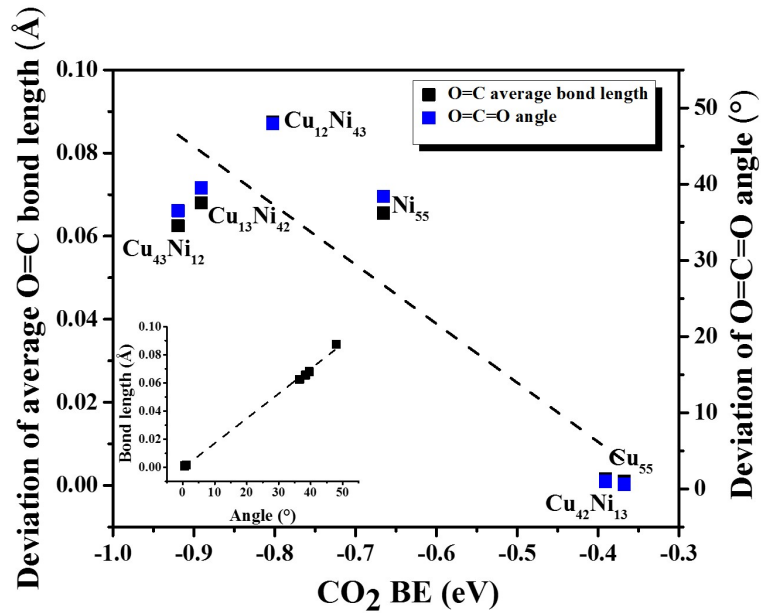 Deviation of average O=C bond length (Å)
0.10
0.08
0.06
0.04
0.02
0.00
O=C average bond length
O=C=O angle
Cu₁₂Ni₄₃
Cu₁₃Ni₄₂
Cu₄₃Ni₁₂
Ni₅₅
Cu₅₅
Cu₄₂Ni₁₃
Bond length (Å)
0.10
0.08
0.06
0.04
0.02
0.00
0 10 20 30 40 50
Angle (°)
50
40
30
20
10
0
Deviation of O=C=O angle (°)
-1.0 -0.9 -0.8 -0.7 -0.6 -0.5 -0.4 -0.3
CO₂ BE (eV)